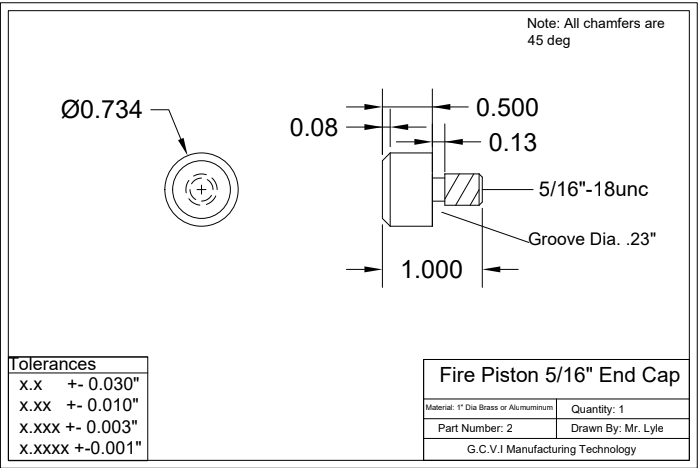 Note: All chamfers are
45 deg
Ø0.734
0.500
0.08
0.13
5/16"-18unc
Groove Dia. .23"
1.000
Tolerances
x.x +- 0.030"
x.xx +- 0.010"
x.xxx +- 0.003"
x.xxxx +-0.001"
Fire Piston 5/16" End Cap
Material: 1" Dia Brass or Alumuminum
Quantity: 1
Part Number: 2
Drawn By: Mr. Lyle
G.C.V.I Manufacturing Technology